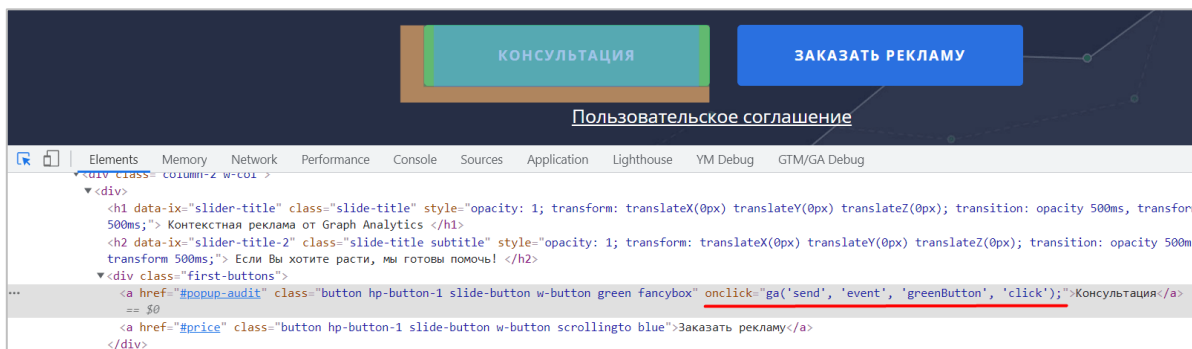 КОНСУЛЬТАЦИЯ ЗАКАЗАТЬ РЕКЛАМУ
Пользовательское соглашение
Elements Memory Network Performance Console Sources Application Lighthouse YM Debug GTM/GA Debug
▼<div class="column-2 w-col">
▼<div>
<h1 data-ix="slider-title" class="slide-title" style="opacity: 1; transform: translateX(0px) translateY(0px) translateZ(0px); transition: opacity 500ms, transfor
500ms;"> Контекстная реклама от Graph Analytics </h1>
<h2 data-ix="slider-title-2" class="slide-title subtitle" style="opacity: 1; transform: translateX(0px) translateY(0px) translateZ(0px); transition: opacity 500m
transform 500ms;"> Если Вы хотите расти, мы готовы помочь! </h2>
▼<div class="first-buttons">
… <a href="#popup-audit" class="button hp-button-1 slide-button w-button green fancybox" onclick="ga('send', 'event', 'greenButton', 'click');">Консультация</a>
== $0
<a href="#price" class="button hp-button-1 slide-button w-button scrollingto blue">Заказать рекламу</a>
</div>